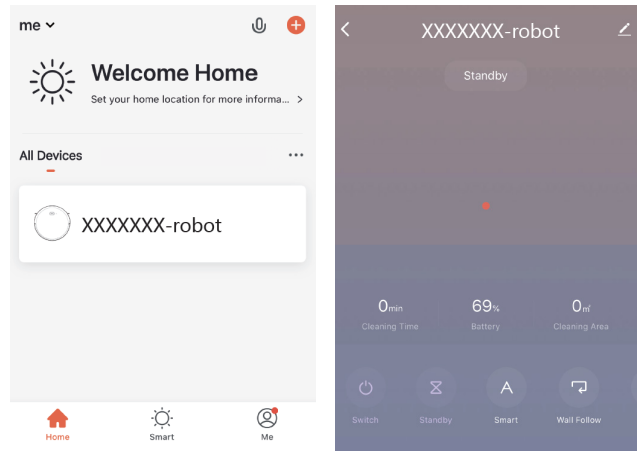 me
Welcome Home
Set your home location for more informa...
All Devices
XXXXXXX-robot
Home
Smart
Me
XXXXXXX-robot
Standby
0min
69%
0㎡
Cleaning Time
Battery
Cleaning Area
A
Switch
Standby
Smart
Wall Follow